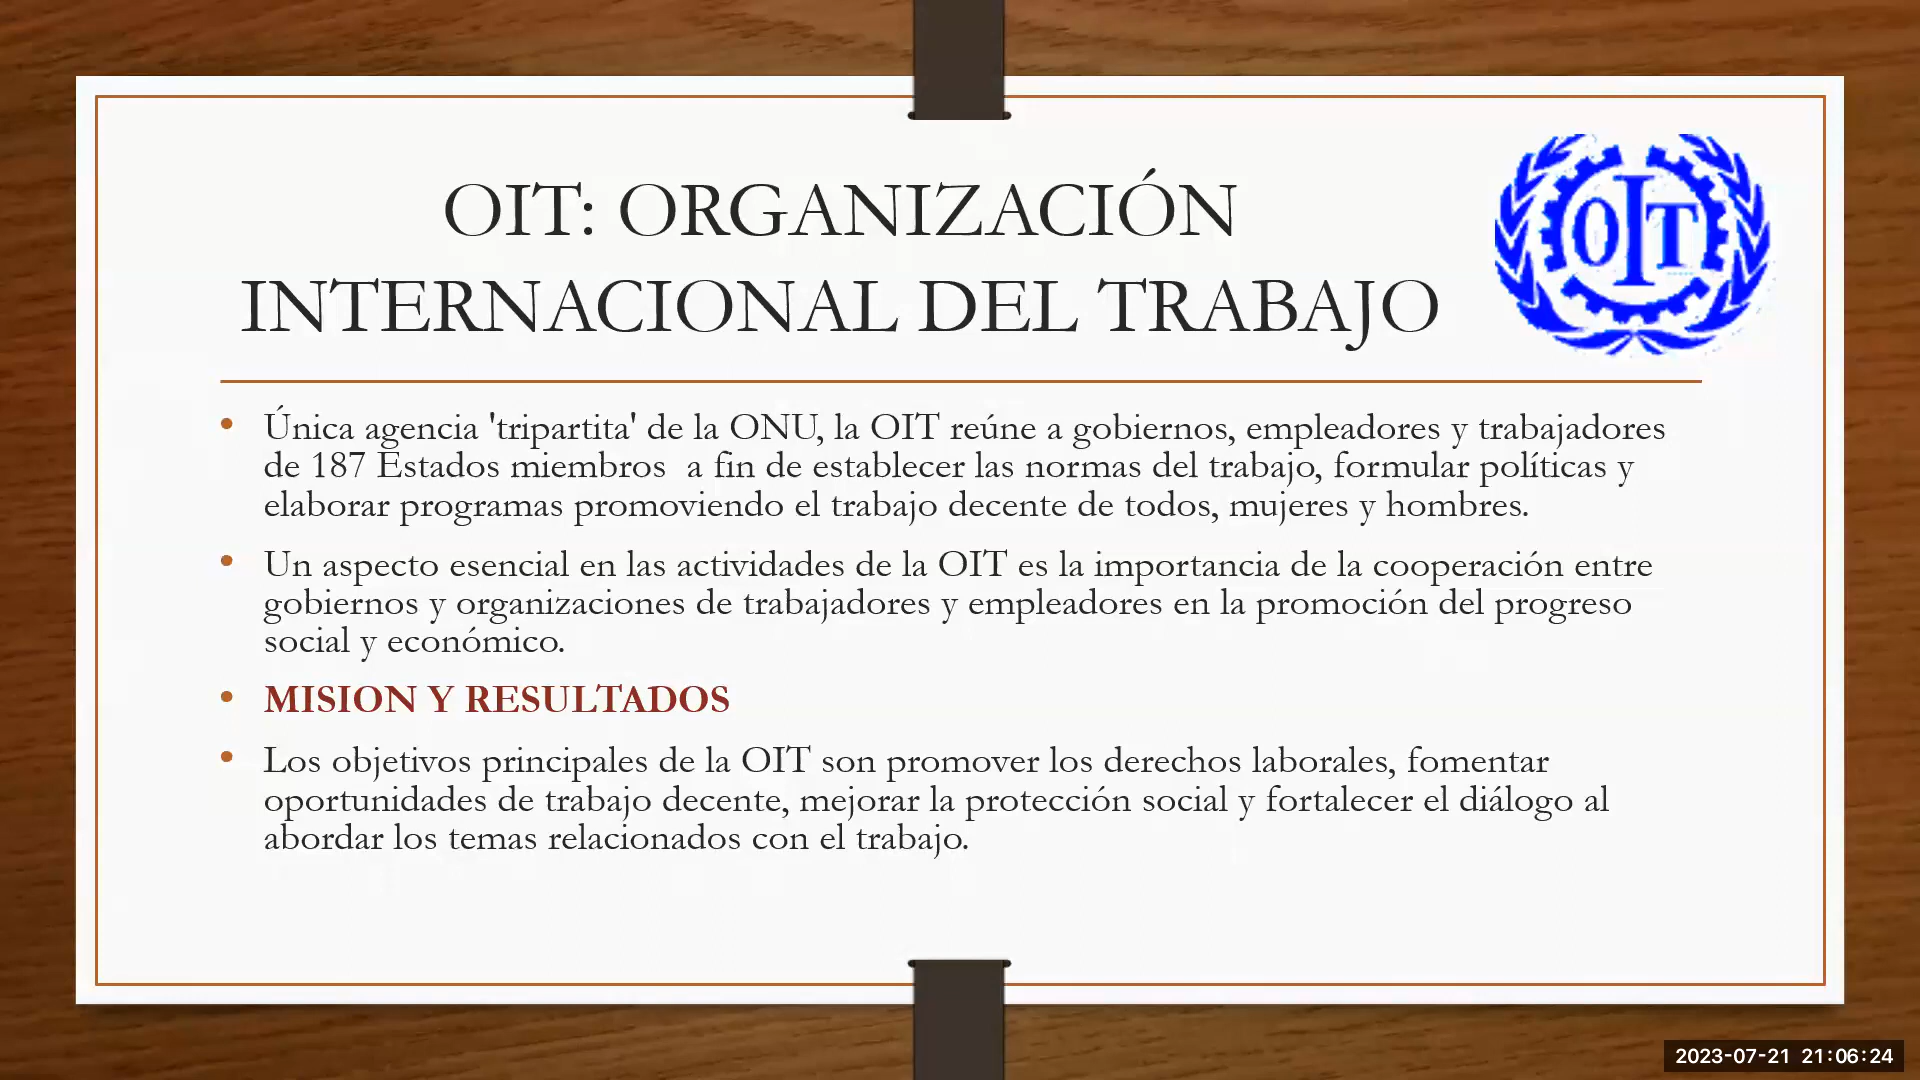 OIT: ORGANIZACIÓN
INTERNACIONAL DEL TRABAJO
OIT
• Única agencia 'tripartita' de la ONU, la OIT reúne a gobiernos, empleadores y trabajadores
de 187 Estados miembros  a fin de establecer las normas del trabajo, formular políticas y
elaborar programas promoviendo el trabajo decente de todos, mujeres y hombres.
• Un aspecto esencial en las actividades de la OIT es la importancia de la cooperación entre
gobiernos y organizaciones de trabajadores y empleadores en la promoción del progreso
social y económico.
• MISION Y RESULTADOS
• Los objetivos principales de la OIT son promover los derechos laborales, fomentar
oportunidades de trabajo decente, mejorar la protección social y fortalecer el diálogo al
abordar los temas relacionados con el trabajo.
2023-07-21 21:06:24